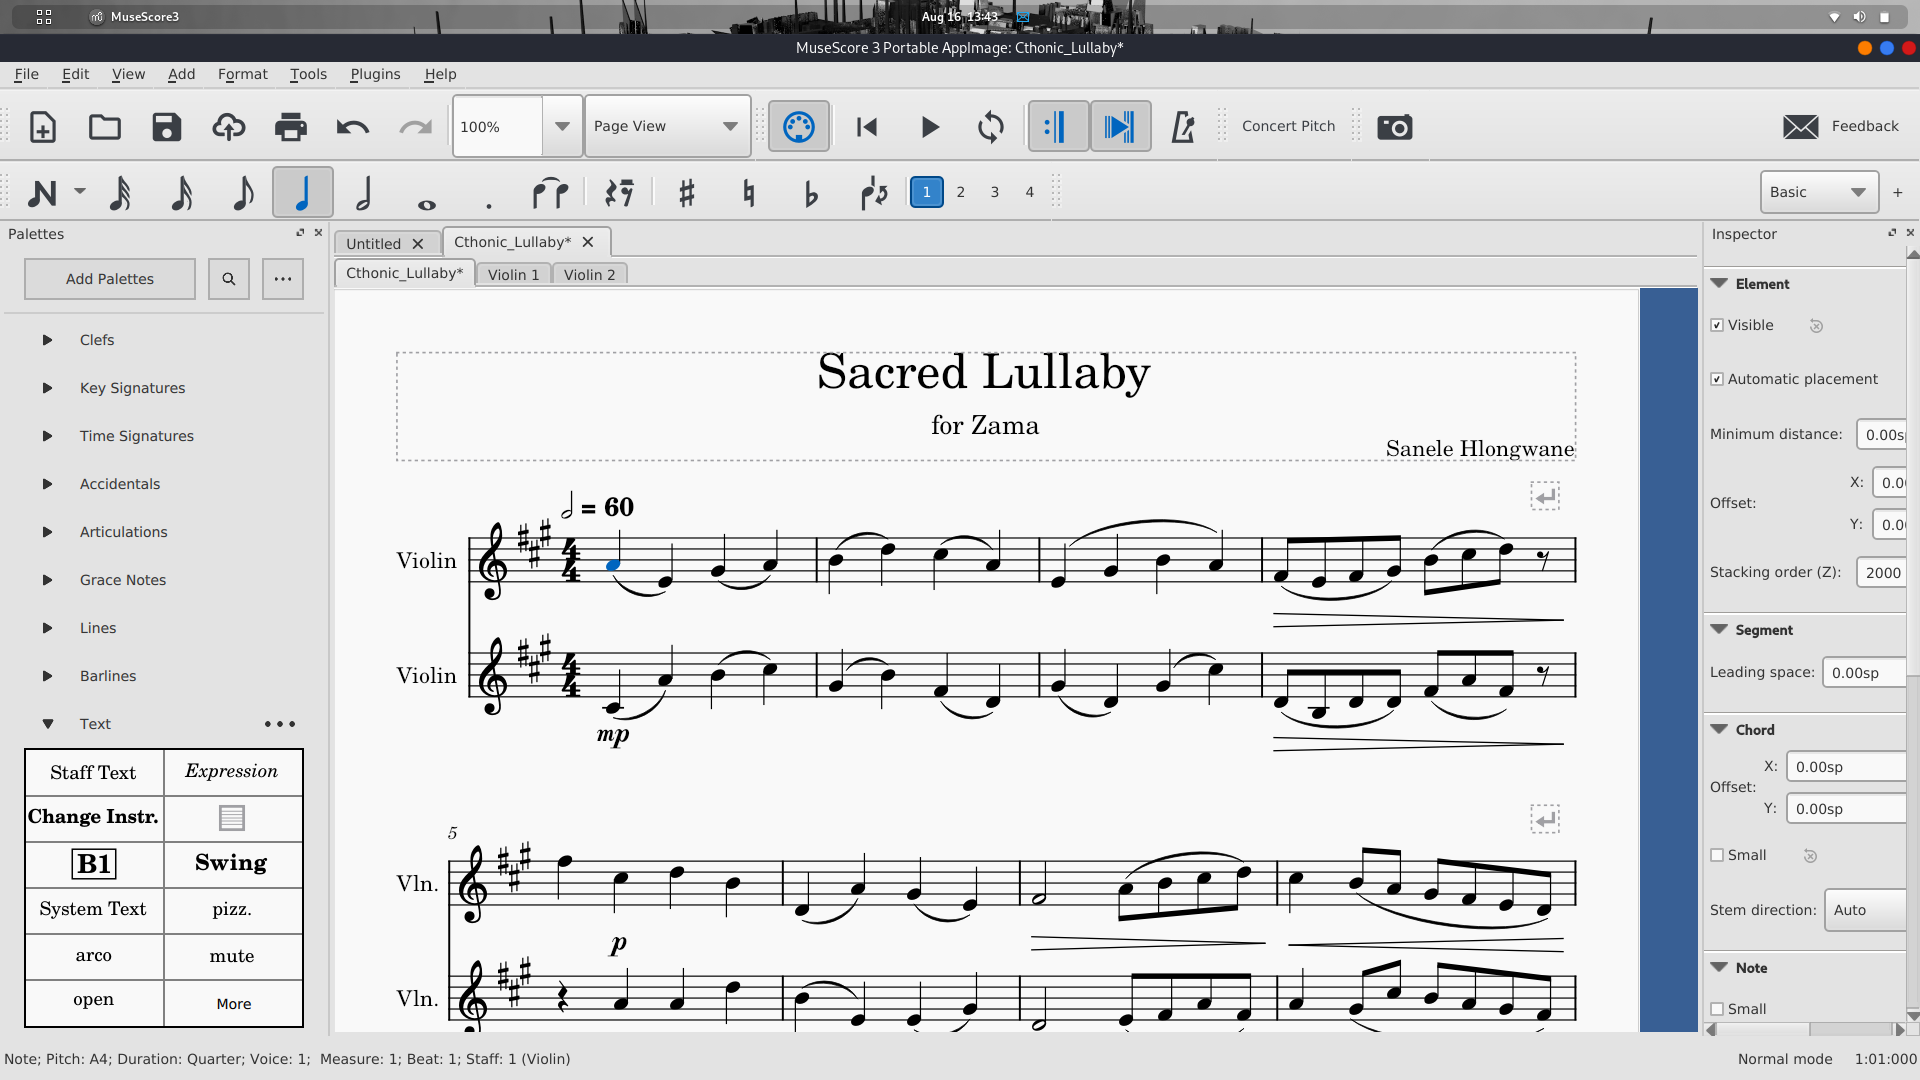 MuseScore3
Aug 16 13:43
MuseScore 3 Portable AppImage: Cthonic_Lullaby*
File Edit View Add Format Tools Plugins Help
100% Page View Concert Pitch Feedback
1 2 3 4 Basic +
Palettes
Add Palettes
Clefs
Key Signatures
Time Signatures
Accidentals
Articulations
Grace Notes
Lines
Barlines
Text
Staff Text Expression
Change Instr.
B1 Swing
System Text pizz.
arco mute
open More
Untitled Cthonic_Lullaby*
Cthonic_Lullaby* Violin 1 Violin 2
Sacred Lullaby
for Zama
Sanele Hlongwane
= 60
Violin 4 4
Violin 4 4
mp
5
Vln.
p
Vln.
Inspector
Element
Visible
Automatic placement
Minimum distance: 0.00s
Offset:
X: 0.0
Y: 0.0
Stacking order (Z): 2000
Segment
Leading space: 0.00sp
Chord
Offset:
X: 0.00sp
Y: 0.00sp
Small
Stem direction: Auto
Note
Small
Note; Pitch: A4; Duration: Quarter; Voice: 1; Measure: 1; Beat: 1; Staff: 1 (Violin)
Normal mode 1:01:000